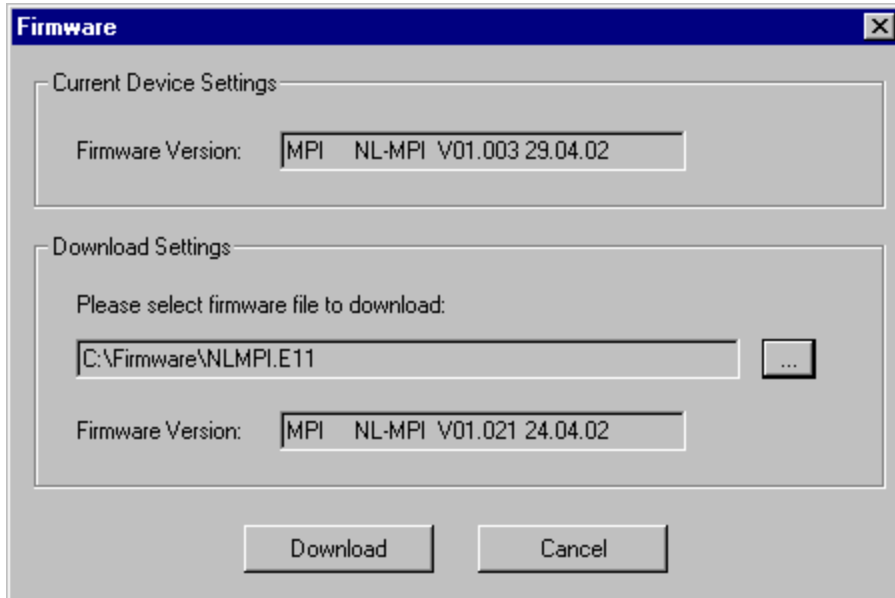 Firmware
Current Device Settings
Firmware Version: MPI NL-MPI V01.003 29.04.02
Download Settings
Please select firmware file to download:
C:\Firmware\NLMPI.E11 ...
Firmware Version: MPI NL-MPI V01.021 24.04.02
Download Cancel